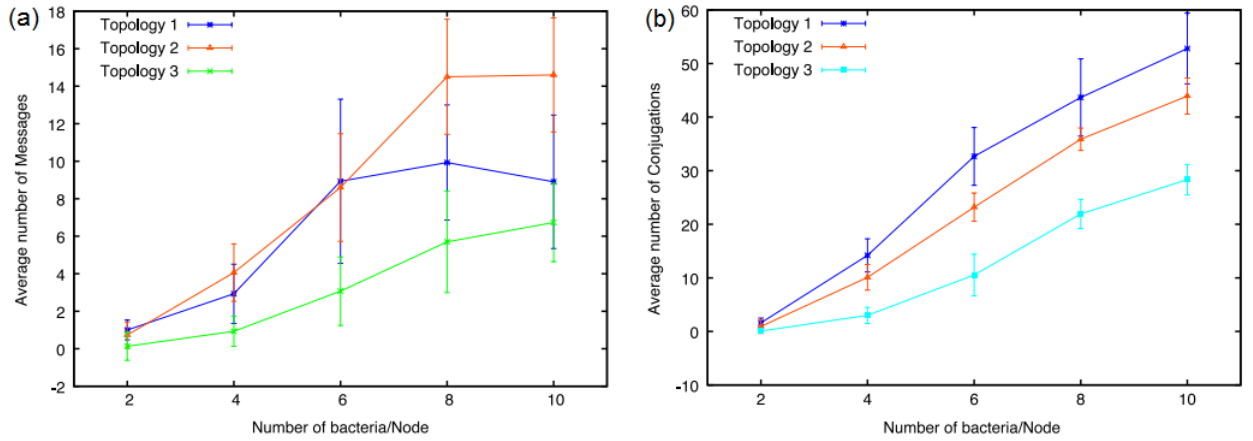 (a)
18
16
14
12
10
8
6
4
2
0
-2
Average number of Messages
Topology 1
Topology 2
Topology 3
2 4 6 8 10
Number of bacteria/Node
(b)
60
50
40
30
20
10
0
-10
Average number of Conjugations
Topology 1
Topology 2
Topology 3
2 4 6 8 10
Number of bacteria/Node